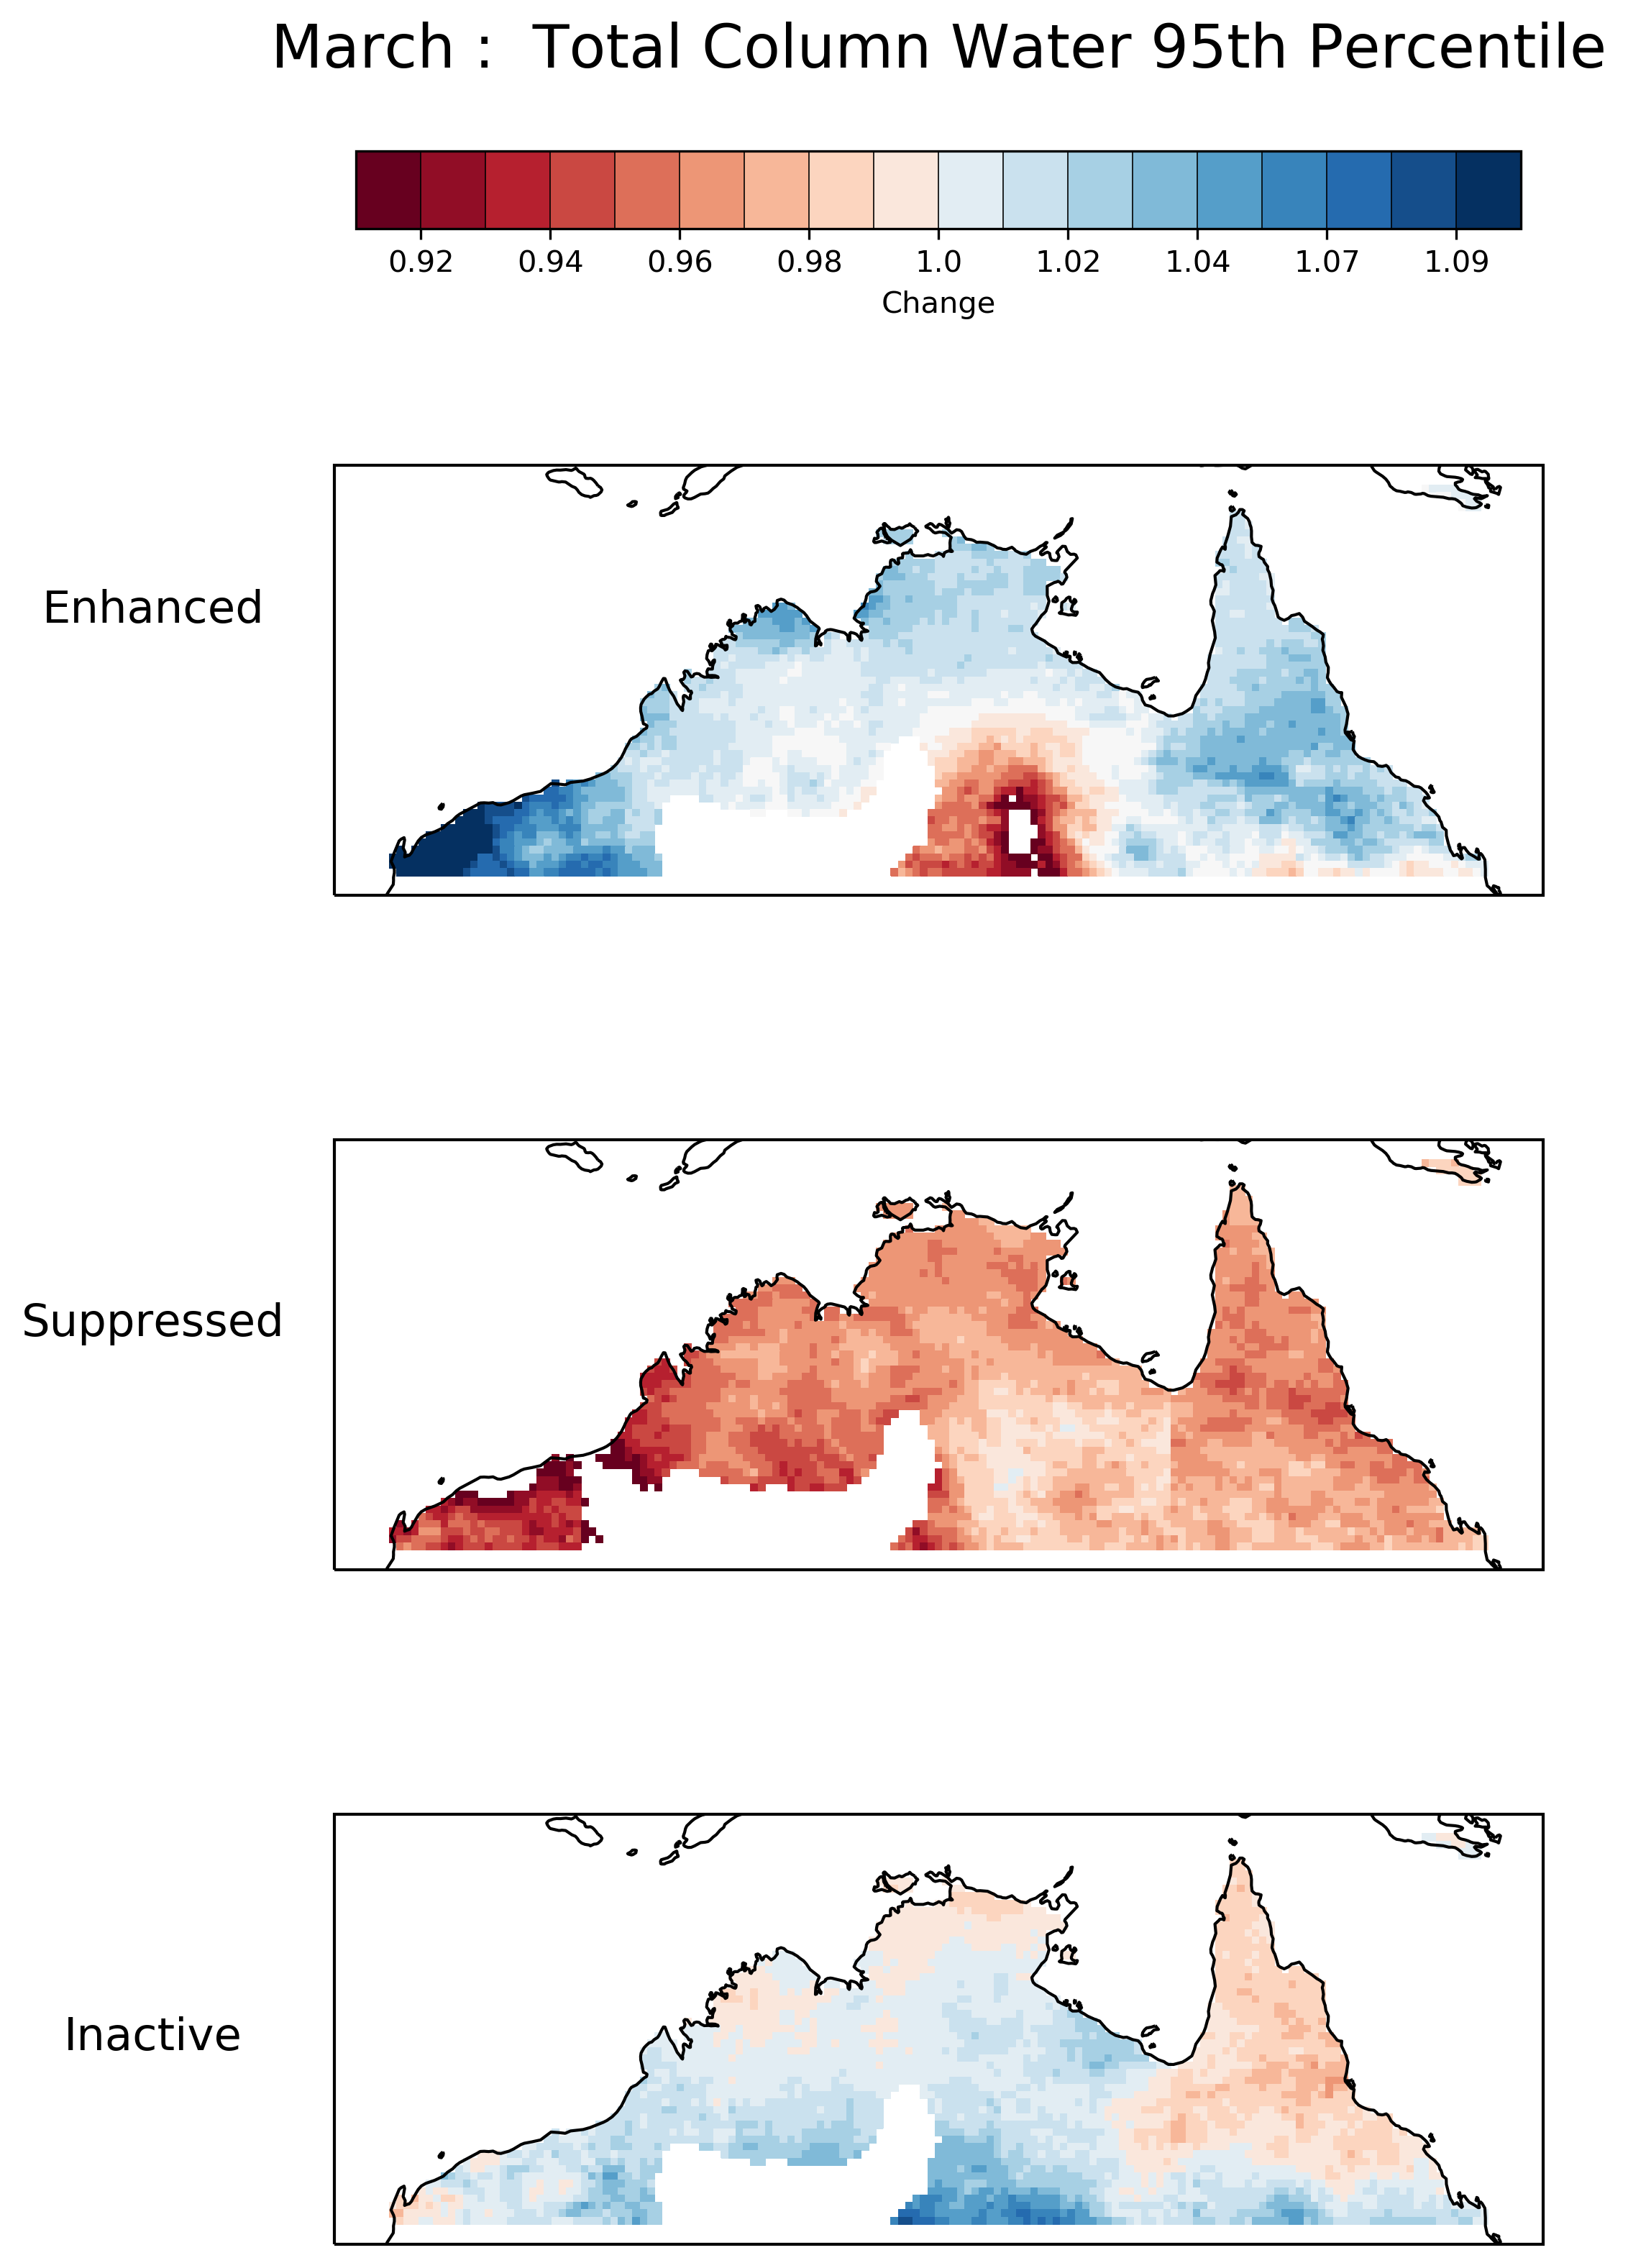 March :  Total Column Water 95th Percentile
0.92 0.94 0.96 0.98 1.0 1.02 1.04 1.07 1.09
Change
Enhanced
Suppressed
Inactive